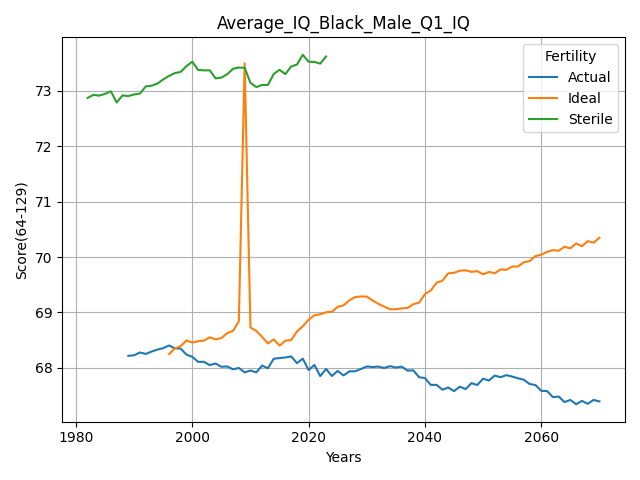 Average_IQ_Black_Male_Q1_IQ
Score(64-129)
73
72
71
70
69
68
1980
2000
2020
2040
2060
Years
Fertility
Actual
Ideal
Sterile